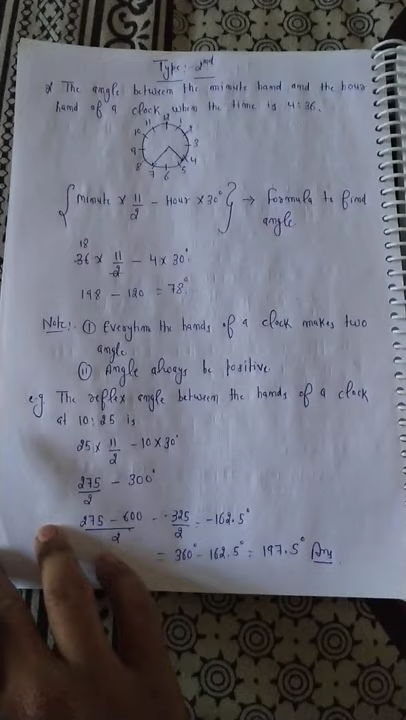 Type:- 2nd
The angle between the minute hand and the hour
hand of a clock when the time is 4:36.
11 12 1
10 2
9 3
8 4
7 6 5
{minute × 11/2 - Hour × 30°} → Formula to find
angle.
18
36 × 11/2 - 4 × 30°
198 - 120 = 78°
Note:- (I) Everytim the hands of a clock makes two
angle
(II) Angle always be positive.
e.g The reflex angle between the hands of a clock
at 10:25 is
25 × 11/2 - 10 × 30°
275/2 - 300°
275 - 600/2 - -325/2 = -162.5°
= 360° - 162.5° = 197.5° Ans